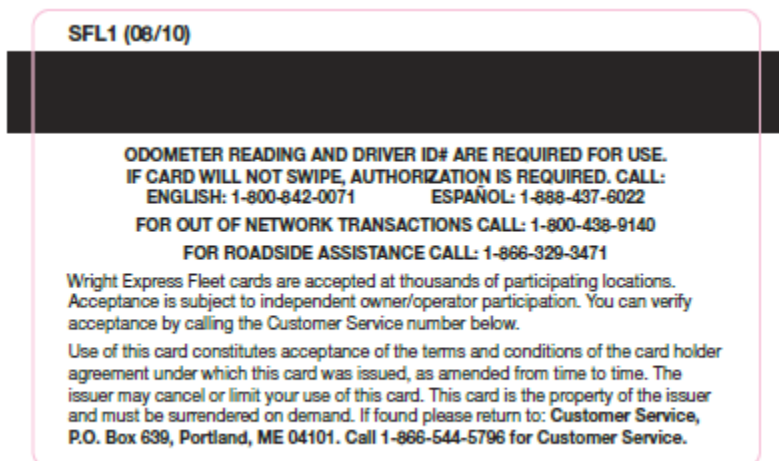 SFL1 (08/10)
ODOMETER READING AND DRIVER ID# ARE REQUIRED FOR USE.
IF CARD WILL NOT SWIPE, AUTHORIZATION IS REQUIRED. CALL:
ENGLISH: 1-800-842-0071 ESPAÑOL: 1-888-437-6022
FOR OUT OF NETWORK TRANSACTIONS CALL: 1-800-438-9140
FOR ROADSIDE ASSISTANCE CALL: 1-866-329-3471
Wright Express Fleet cards are accepted at thousands of participating locations.
Acceptance is subject to independent owner/operator participation. You can verify
acceptance by calling the Customer Service number below.
Use of this card constitutes acceptance of the terms and conditions of the card holder
agreement under which this card was issued, as amended from time to time. The
issuer may cancel or limit your use of this card. This card is the property of the issuer
and must be surrendered on demand. If found please return to: Customer Service,
P.O. Box 639, Portland, ME 04101. Call 1-866-544-5796 for Customer Service.